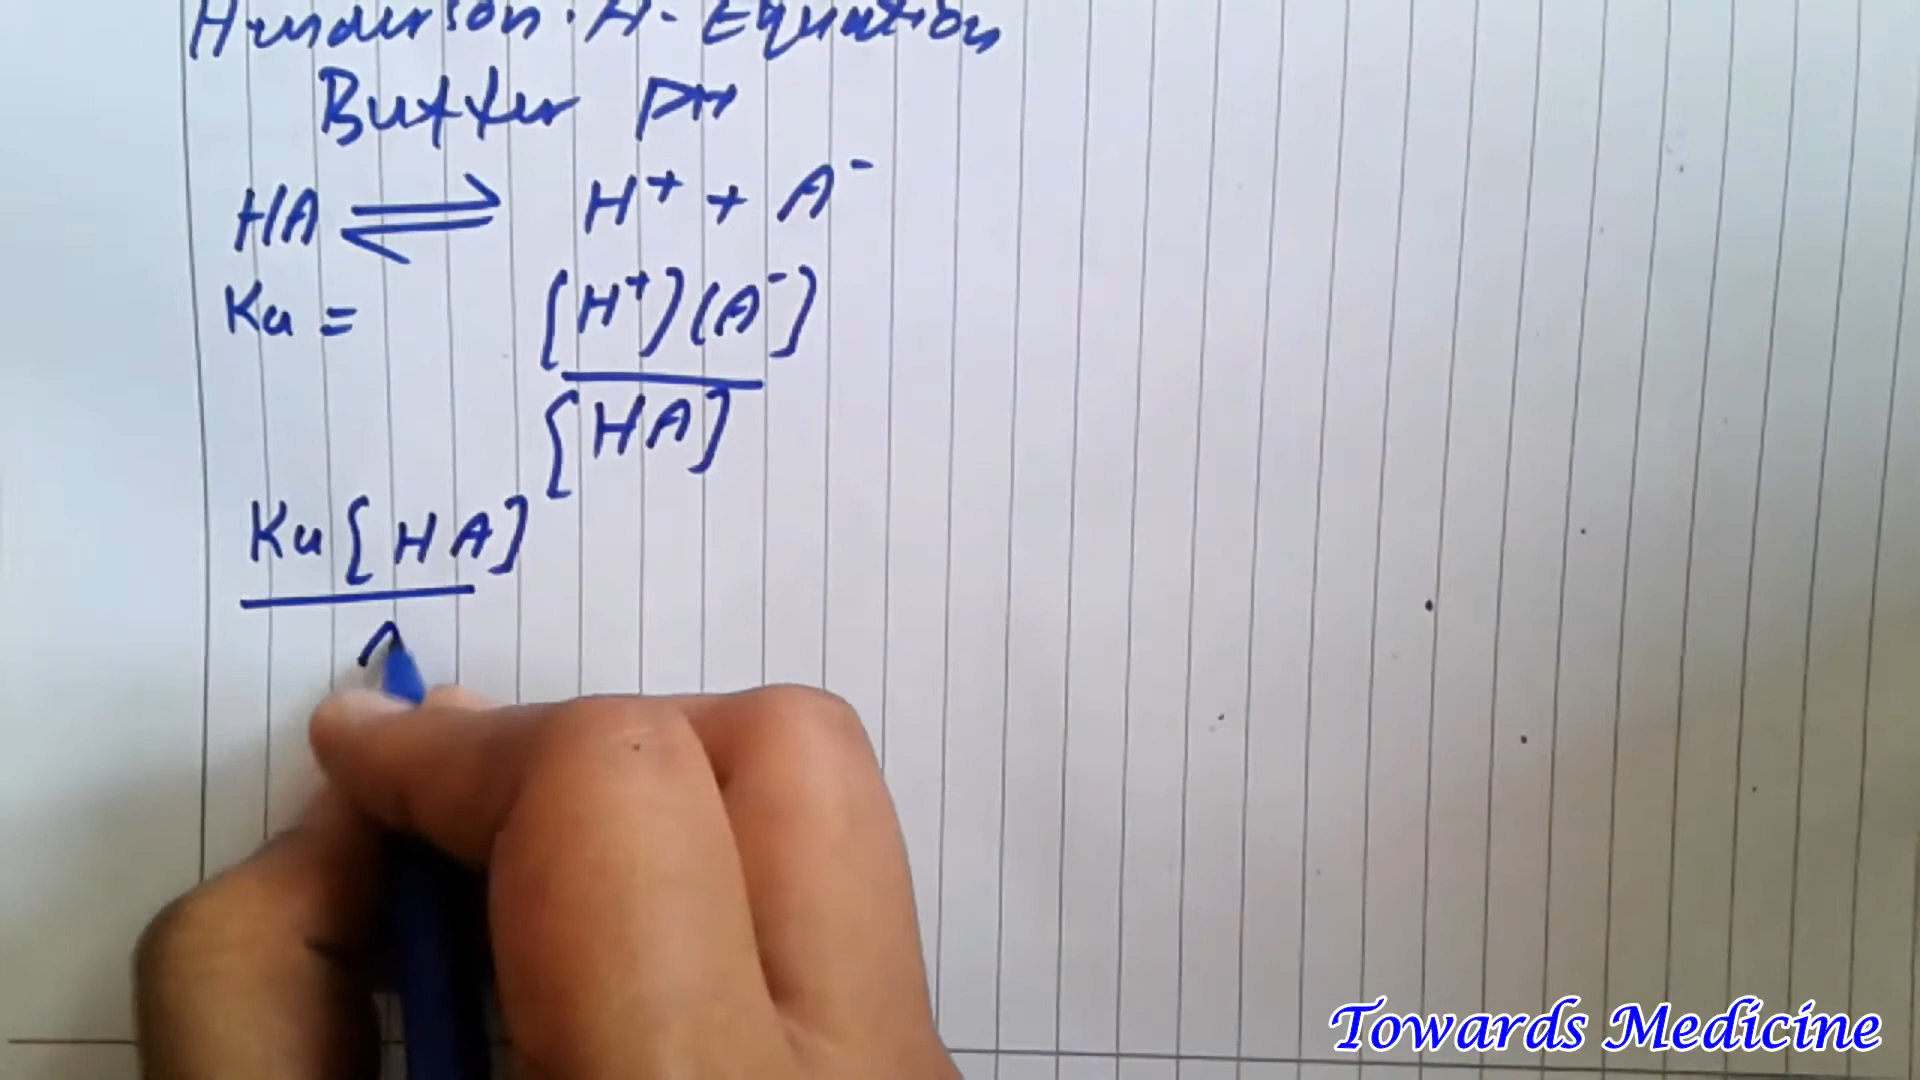 Henderson. H- Equation
Buffer PH
HA ⇌ H⁺ + A⁻
Ka = [H⁺](A⁻]
[HA]
Ka[HA]
Towards Medicine